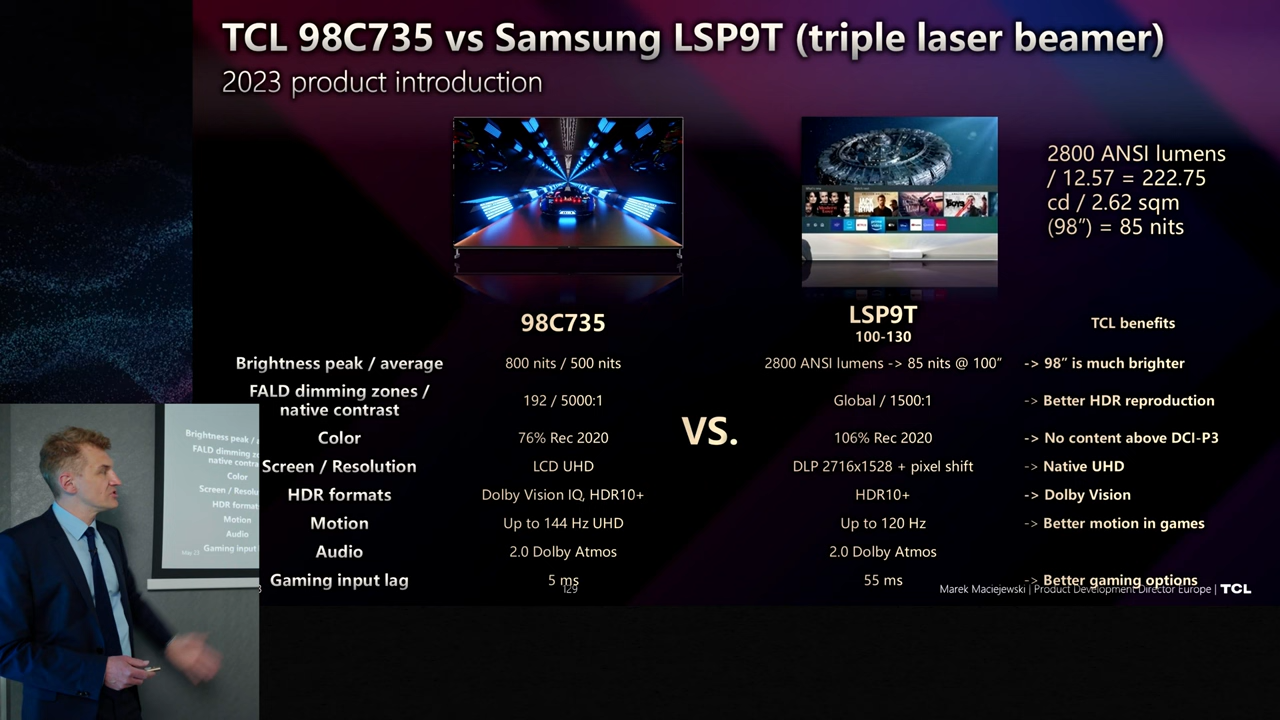 TCL 98C735 vs Samsung LSP9T (triple laser beamer)
2023 product introduction
2800 ANSI lumens
/ 12.57 = 222.75
cd / 2.62 sqm
(98”) = 85 nits
98C735
LSP9T
100-130
TCL benefits
Brightness peak / average
800 nits / 500 nits
2800 ANSI lumens -> 85 nits @ 100”
-> 98” is much brighter
FALD dimming zones /
native contrast
192 / 5000:1
Global / 1500:1
-> Better HDR reproduction
VS.
Color
76% Rec 2020
106% Rec 2020
-> No content above DCI-P3
Screen / Resolution
LCD UHD
DLP 2716x1528 + pixel shift
-> Native UHD
HDR formats
Dolby Vision IQ, HDR10+
HDR10+
-> Dolby Vision
Motion
Up to 144 Hz UHD
Up to 120 Hz
-> Better motion in games
Audio
2.0 Dolby Atmos
2.0 Dolby Atmos
Gaming input lag
5 ms
55 ms
-> Better gaming options
129
Marek Maciejewski | Product Development Director Europe | TCL
Brightness peak /
FALD dimming zones
native contra
Color
Screen / Resolu
HDR format
Motion
Audio
Gaming input